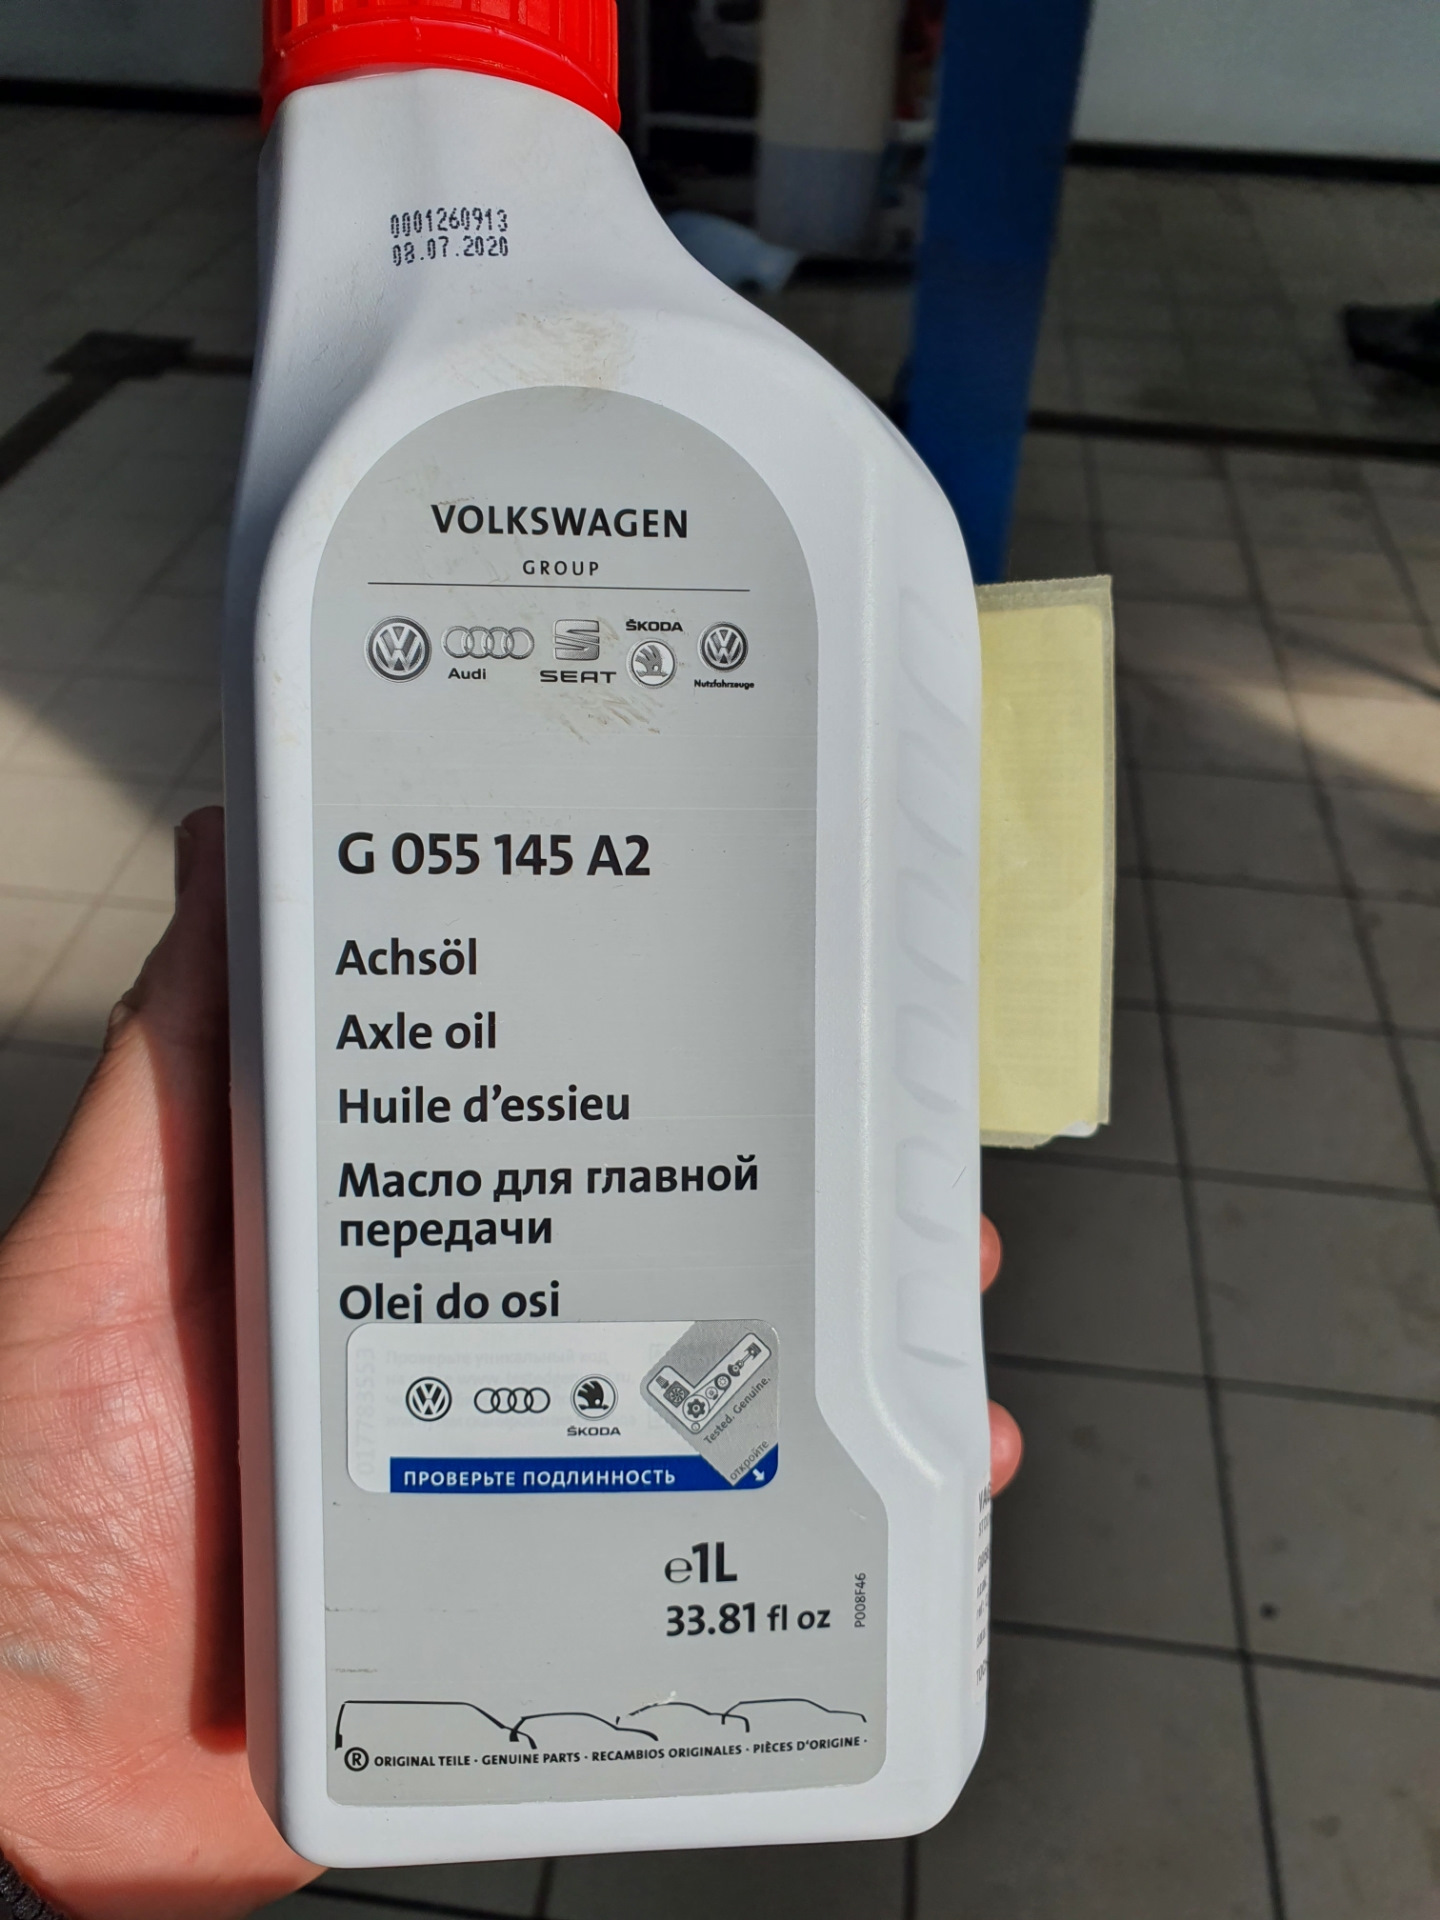 0001260913
08.07.2020
VOLKSWAGEN
GROUP
Audi SEAT ŠKODA Nutzfahrzeuge
G 055 145 A2
Achsöl
Axle oil
Huile d’essieu
Масло для главной
передачи
Olej do osi
ŠKODA
Tested. Genuine.
откройте
ПРОВЕРЬТЕ ПОДЛИННОСТЬ
℮1L
33.81 fl oz
P008F46
® ORIGINAL TEILE · GENUINE PARTS · RECAMBIOS ORIGINALES · PIÈCES D‘ORIGINE ·